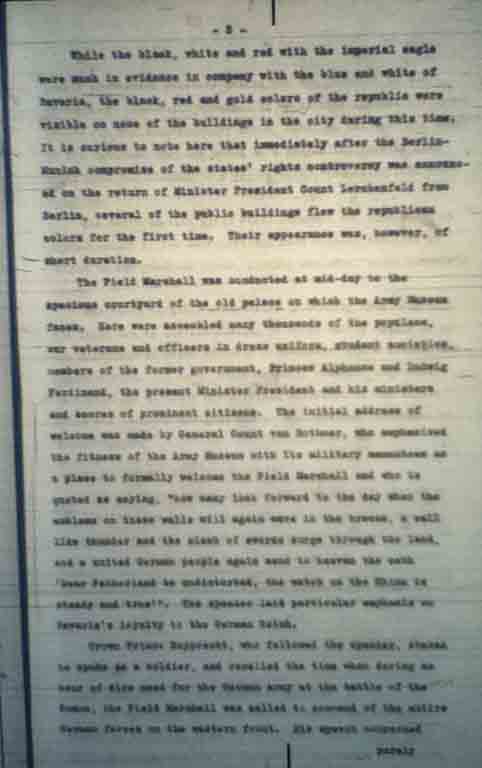 - 3 -
While the black, white and red with the imperial eagle
were much in evidence in company with the blue and white of
Bavaria, the black, red and gold colors of the republic were
visible on none of the buildings in the city during this time.
It is curious to note here that immediately after the Berlin-
Munich compromise of the states' rights controversy was announc-
ed on the return of Minister President Count Lerchenfeld from
Berlin, several of the public buildings flew the republican
colors for the first time. Their appearance was, however, of
short duration.
The Field Marshall was conducted at mid-day to the
spacious courtyard of the old palace on which the Army Museum
faces. Here were assembled many thousands of the populace,
war veterans and officers in dress uniform, student societies,
members of the former government, Princes Alphonse and Ludwig
Ferdinand, the present Minister President and his ministers
and scores of prominent citizens. The initial address of
welcome was made by General Count von Bothmer, who emphasized
the fitness of the Army Museum with its military mementoes as
a place to formally welcome the Field Marshall and who is
quoted as saying, "how many look forward to the day when the
emblems on these walls will again wave in the breeze, a call
like thunder and the clash of swords surge through the land,
and a united German people again send to heaven the oath
'Dear Fatherland be undisturbed, the watch on the Rhine is
steady and true'". The speaker laid particular emphasis on
Bavaria's loyalty to the German Reich.
Crown Prince Rupprecht, who followed the speaker,
he spoke as a soldier, and recalled the time when during an
hour of dire need for the German army at the battle of the
Somme, the Field Marshall was called to command of the entire
German forces on the western front. His speech concerned
purely